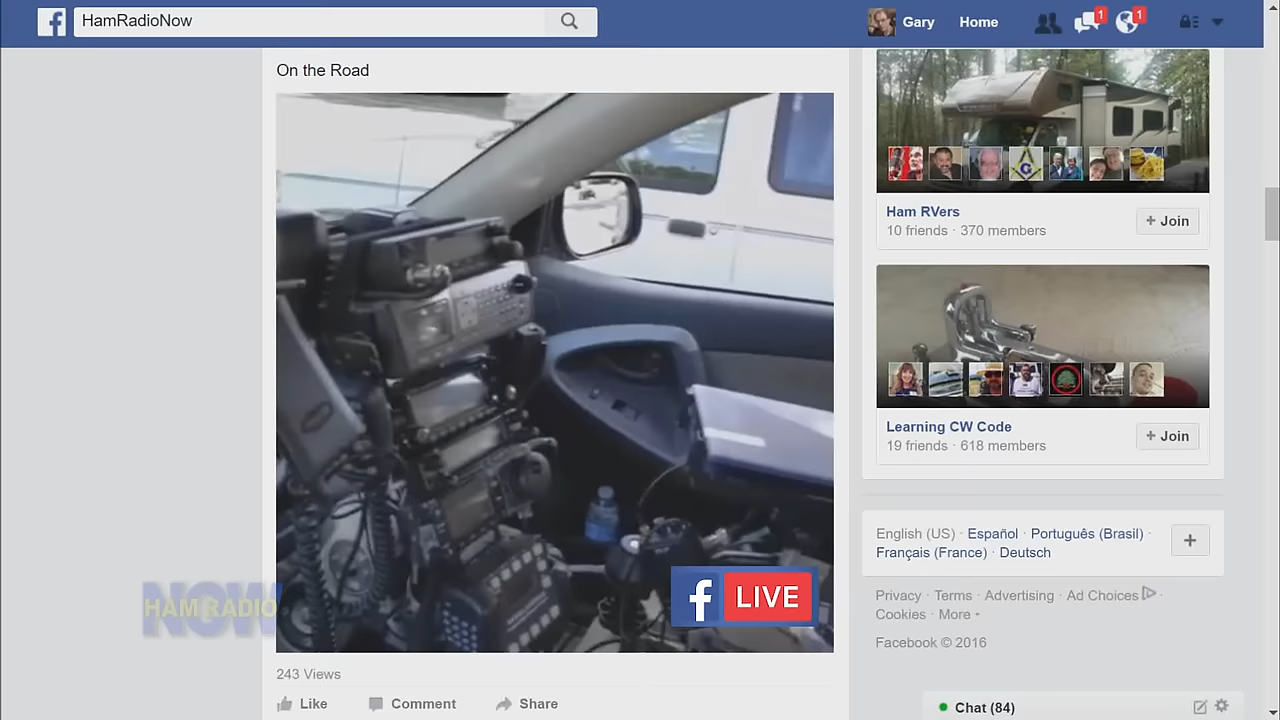 HamRadioNow
Gary
Home
1
1
On the Road
LIVE
HAM RADIO
NOW
243 Views
Like
Comment
Share
Ham RVers
10 friends · 370 members
+ Join
Learning CW Code
19 friends · 618 members
+ Join
English (US) · Español · Português (Brasil) ·
Français (France) · Deutsch
+
Privacy · Terms · Advertising · Ad Choices ·
Cookies · More
Facebook © 2016
Chat (84)